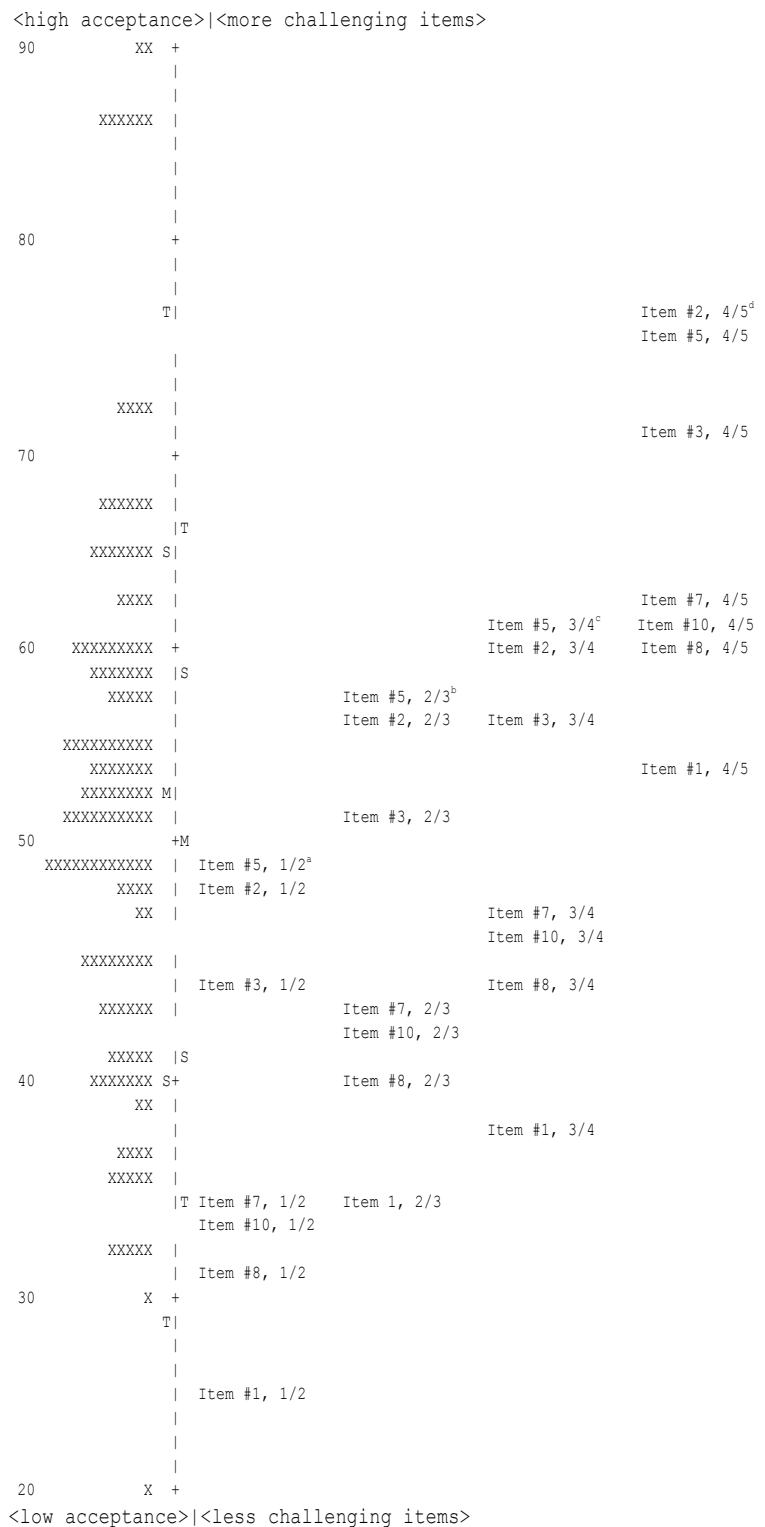 <high acceptance>|<more challenging items>
90 XX +
|
|
XXXXXX |
|
|
|
|
80 +
|
|
T| Item #2, 4/5d
Item #5, 4/5
|
|
XXXX |
| Item #3, 4/5
70 +
|
XXXXXX |
|T
XXXXXXX S|
|
XXXX | Item #7, 4/5
| Item #5, 3/4c Item #10, 4/5
60 XXXXXXXXX + Item #2, 3/4 Item #8, 4/5
XXXXXXX |S
XXXXX | Item #5, 2/3b
| Item #2, 2/3 Item #3, 3/4
XXXXXXXXXX |
XXXXXXX | Item #1, 4/5
XXXXXXXX M|
XXXXXXXXXX | Item #3, 2/3
50 +M
XXXXXXXXXXXX | Item #5, 1/2a
XXXX | Item #2, 1/2
XX | Item #7, 3/4
Item #10, 3/4
XXXXXXXX |
| Item #3, 1/2 Item #8, 3/4
XXXXXX | Item #7, 2/3
Item #10, 2/3
XXXXX |S
40 XXXXXXX S+ Item #8, 2/3
XX |
| Item #1, 3/4
XXXX |
XXXXX |
|T Item #7, 1/2 Item 1, 2/3
Item #10, 1/2
XXXXX |
| Item #8, 1/2
30 X +
T|
|
|
| Item #1, 1/2
|
|
|
20 X +
<low acceptance>|<less challenging items>